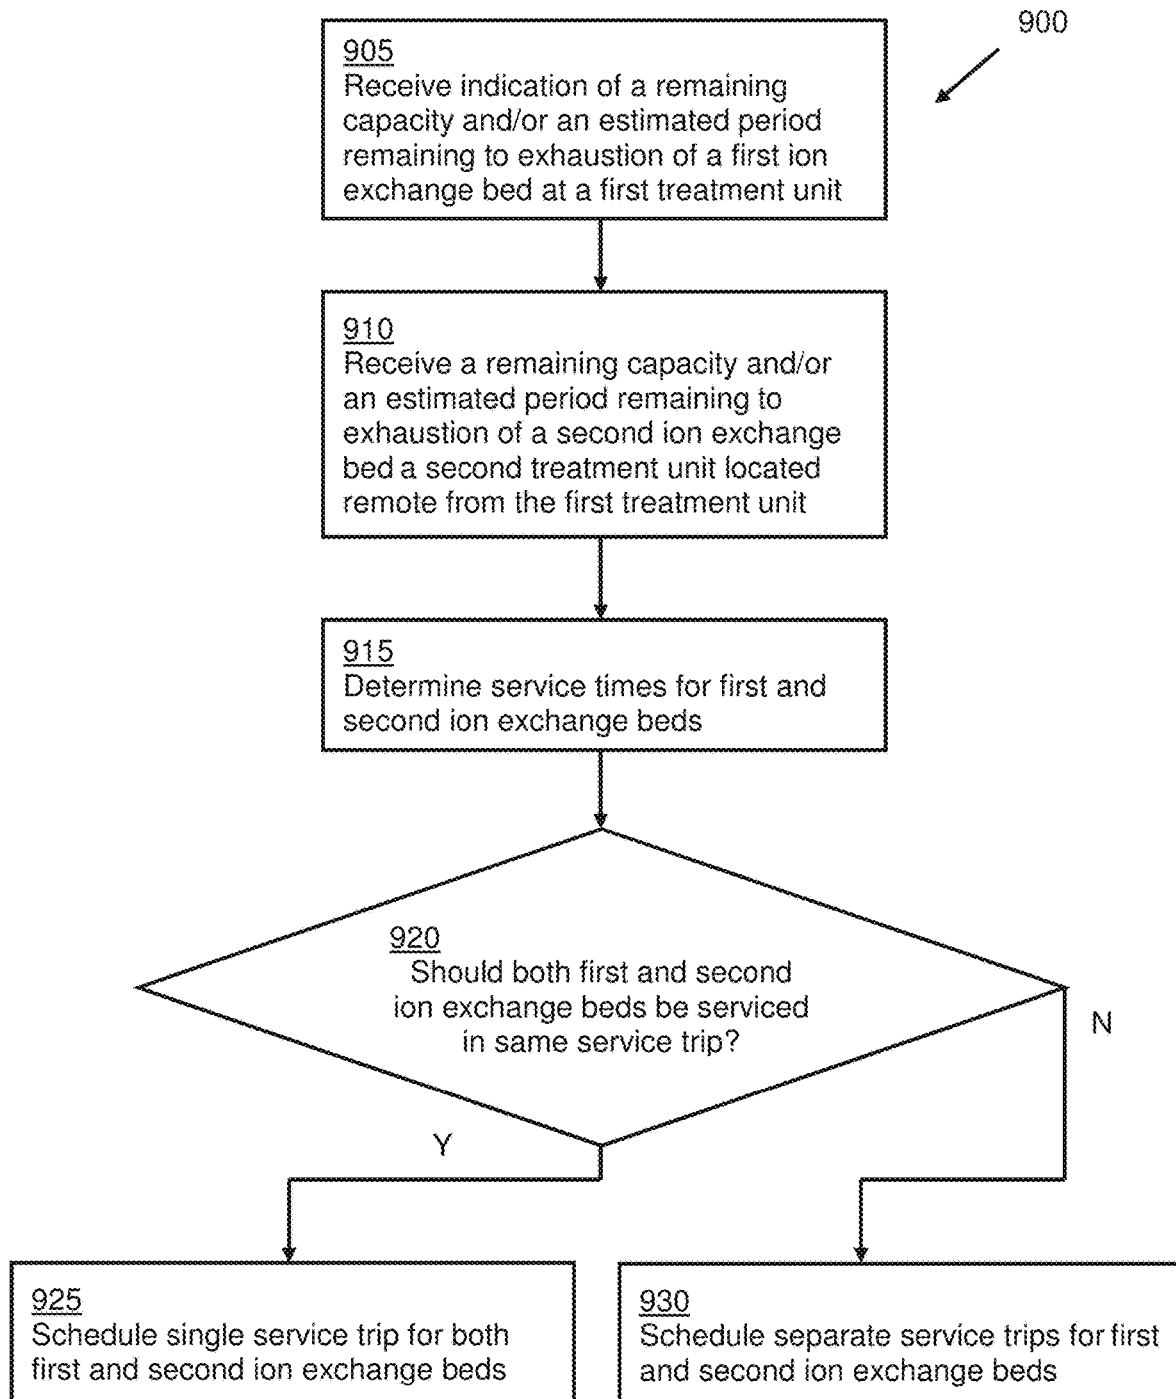 900
905
Receive indication of a remaining
capacity and/or an estimated period
remaining to exhaustion of a first ion
exchange bed at a first treatment unit
910
Receive a remaining capacity and/or
an estimated period remaining to
exhaustion of a second ion exchange
bed a second treatment unit located
remote from the first treatment unit
915
Determine service times for first and
second ion exchange beds
920
Should both first and second
ion exchange beds be serviced
in same service trip?
N
Y
925
Schedule single service trip for both
first and second ion exchange beds
930
Schedule separate service trips for first
and second ion exchange beds